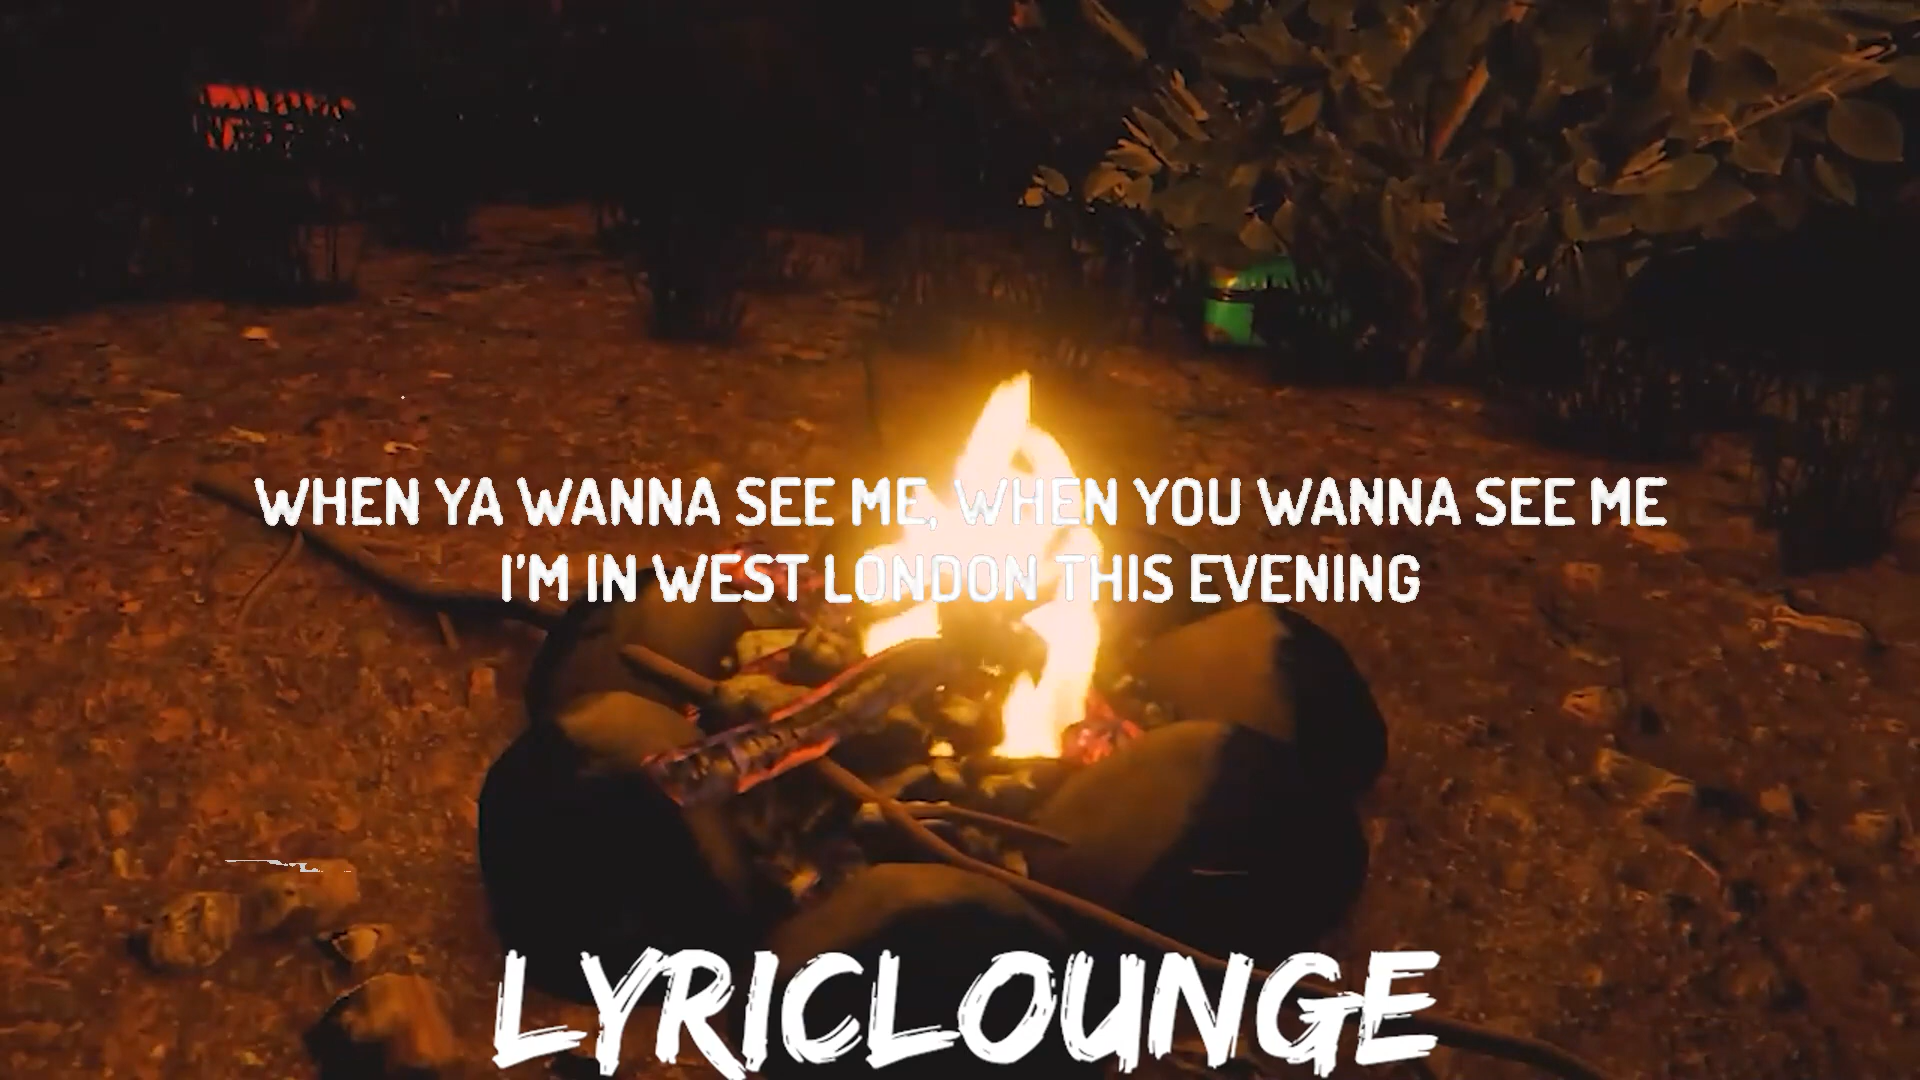 WHEN YA WANNA SEE ME, WHEN YOU WANNA SEE ME
I'M IN WEST LONDON THIS EVENING
LYRICLOUNGE